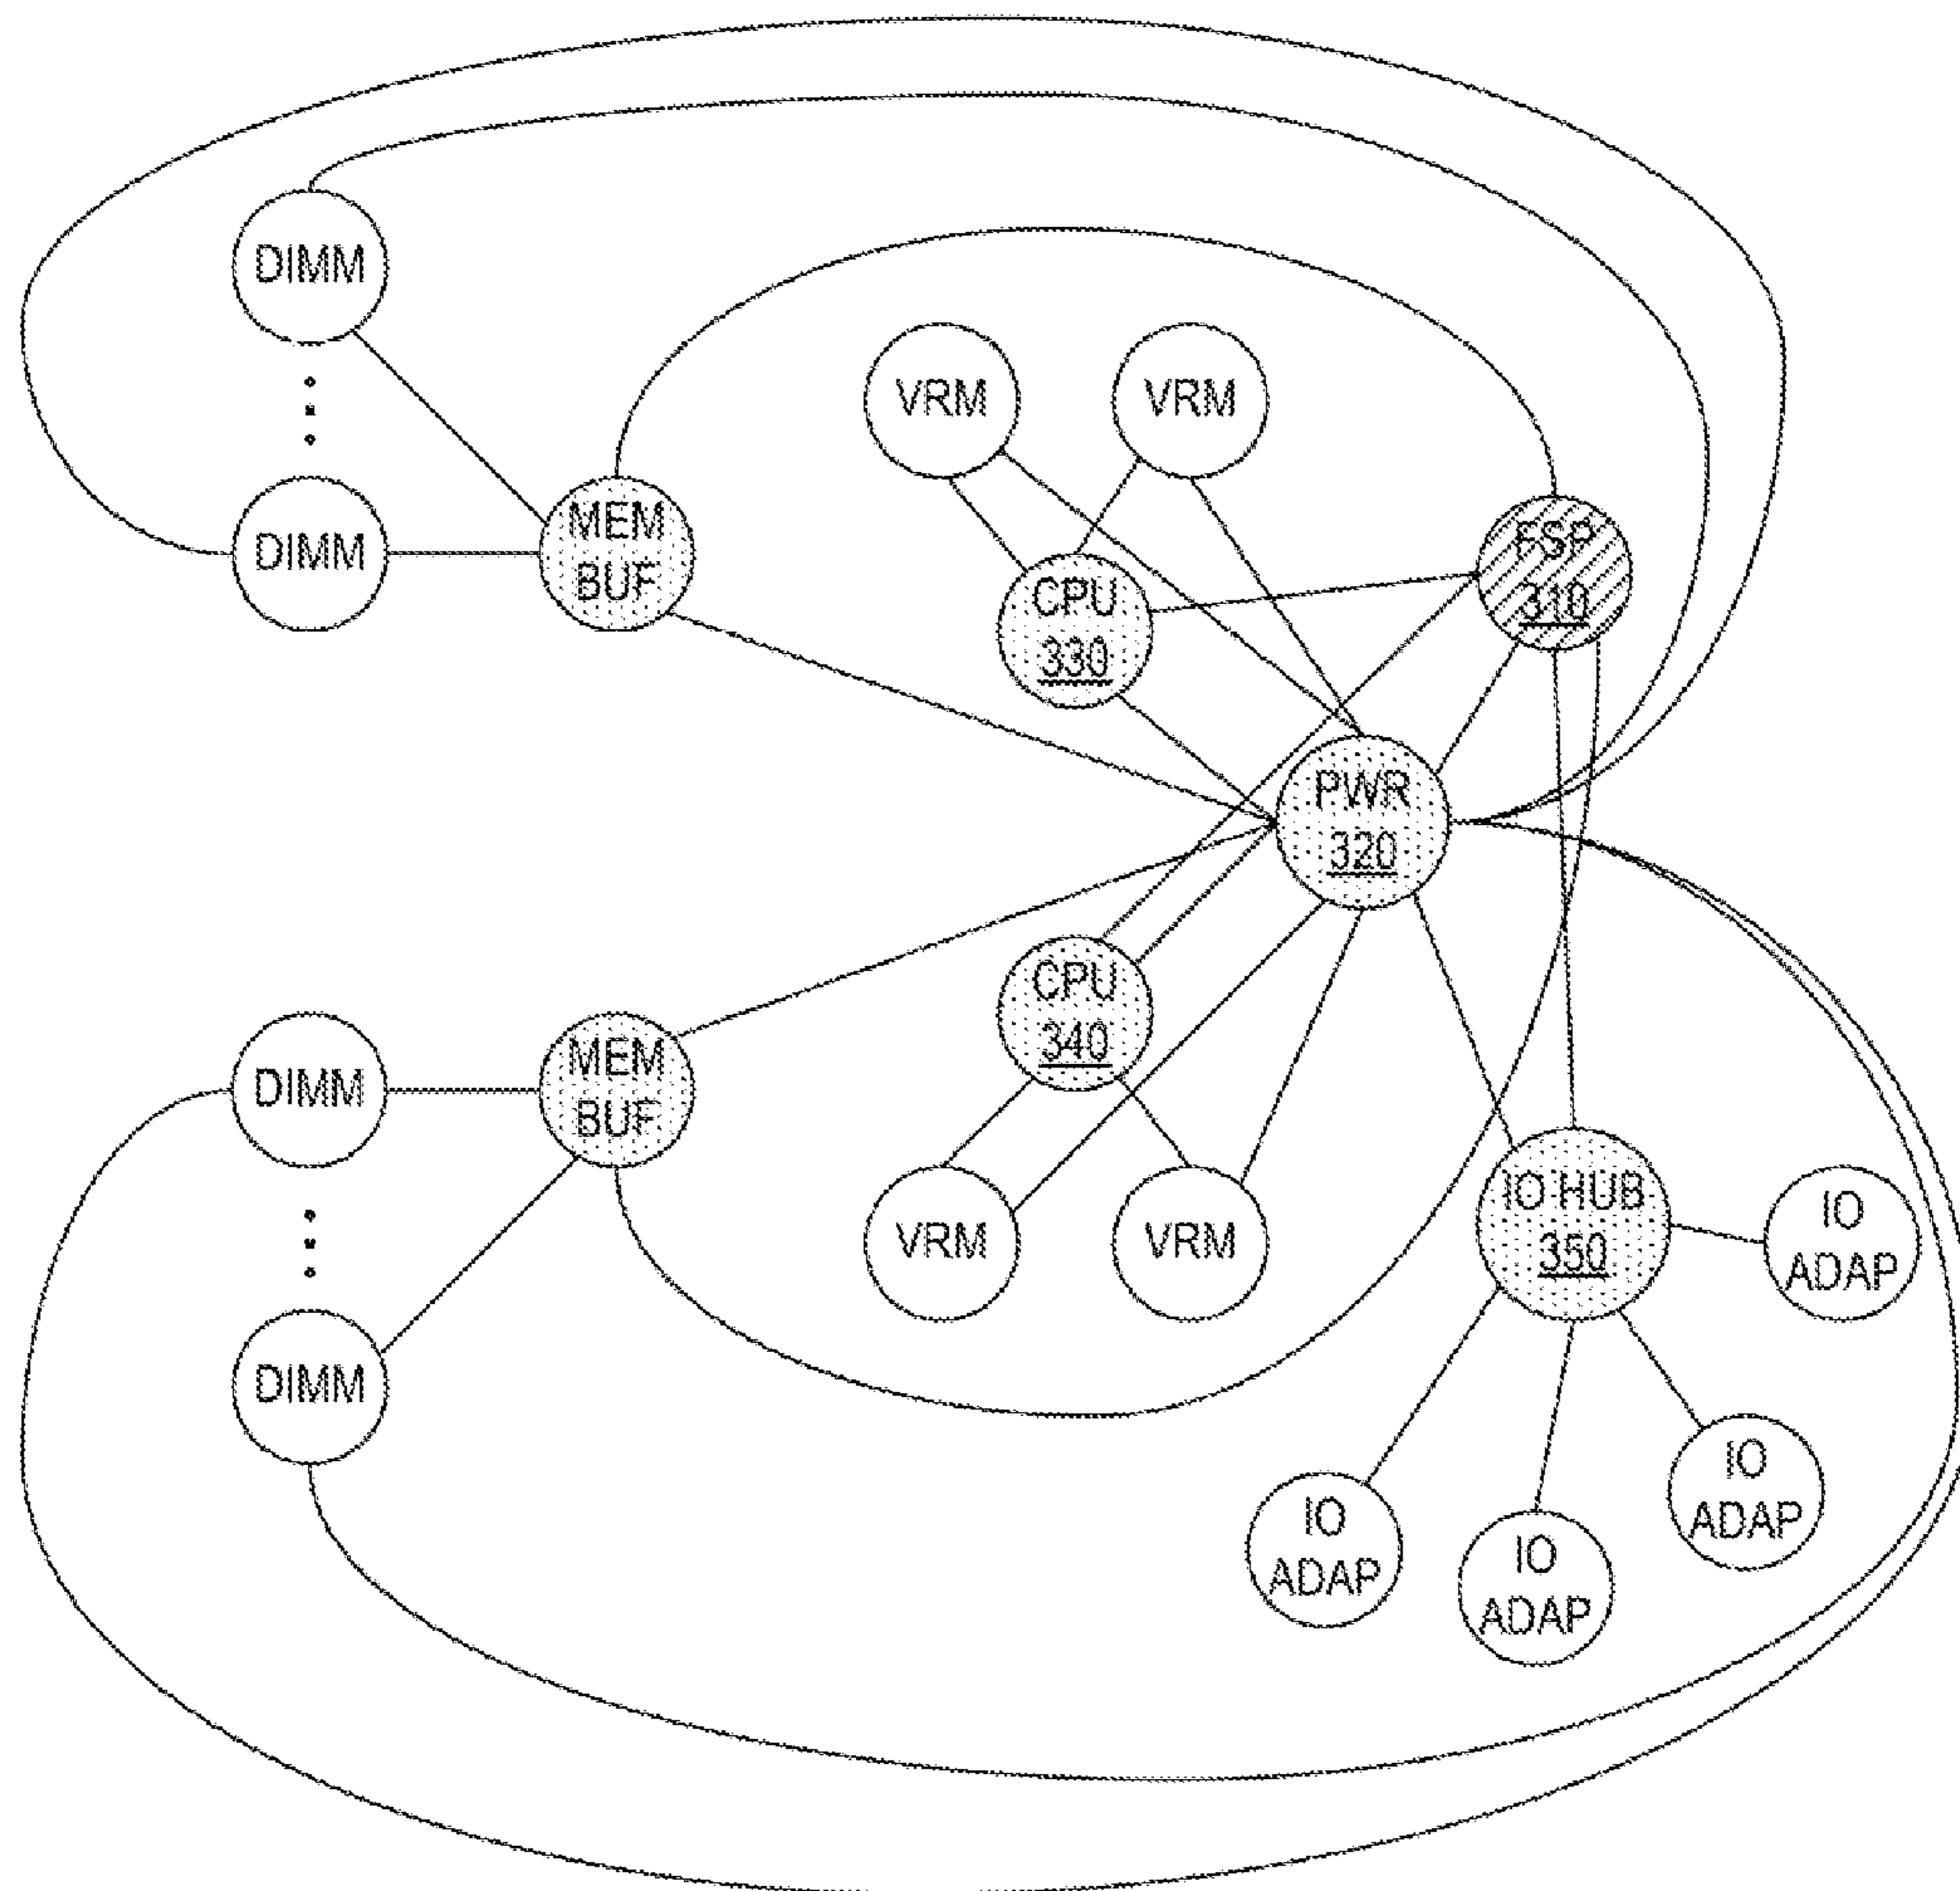 DIMM
VRM
VRM
DIMM
MEM
BUF
FSP
310
CPU
330
PWR
320
CPU
340
DIMM
MEM
BUF
VRM
VRM
IO HUB
350
IO
ADAP
DIMM
IO
ADAP
IO
ADAP
IO
ADAP